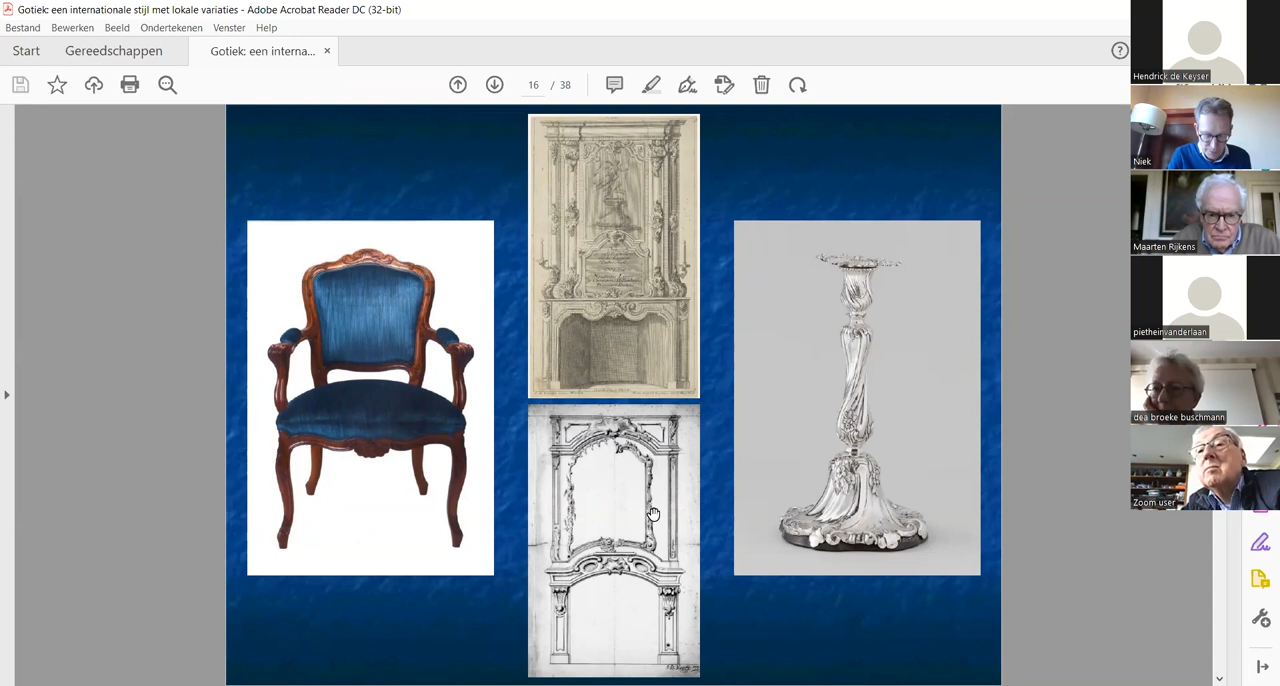 Gotiek: een internationale stijl met lokale variaties - Adobe Acrobat Reader DC (32-bit)
Bestand Bewerken Beeld Ondertekenen Venster Help
Start Gereedschappen Gotiek: een interna... ×
16 / 38
Hendrick de Keyser
Niek
Maarten Rijkens
pietheinvanderlaan
dea broeke buschmann
Zoom user